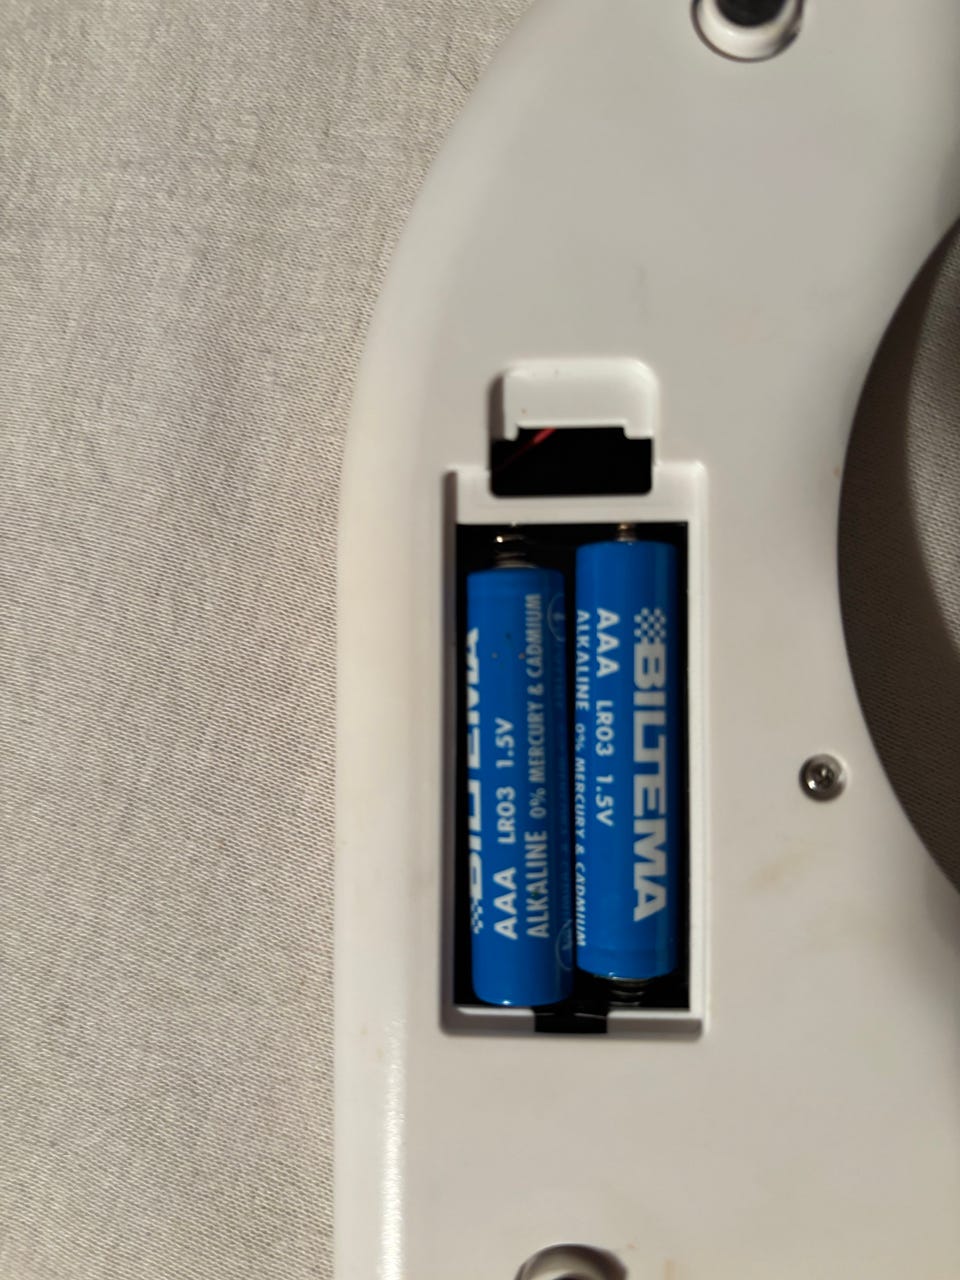 BILTEMA
AAA LR03 1.5V
ALKALINE 0% MERCURY & CADMIUM
BILTEMA
AAA LR03 1.5V
ALKALINE 0% MERCURY & CADMIUM